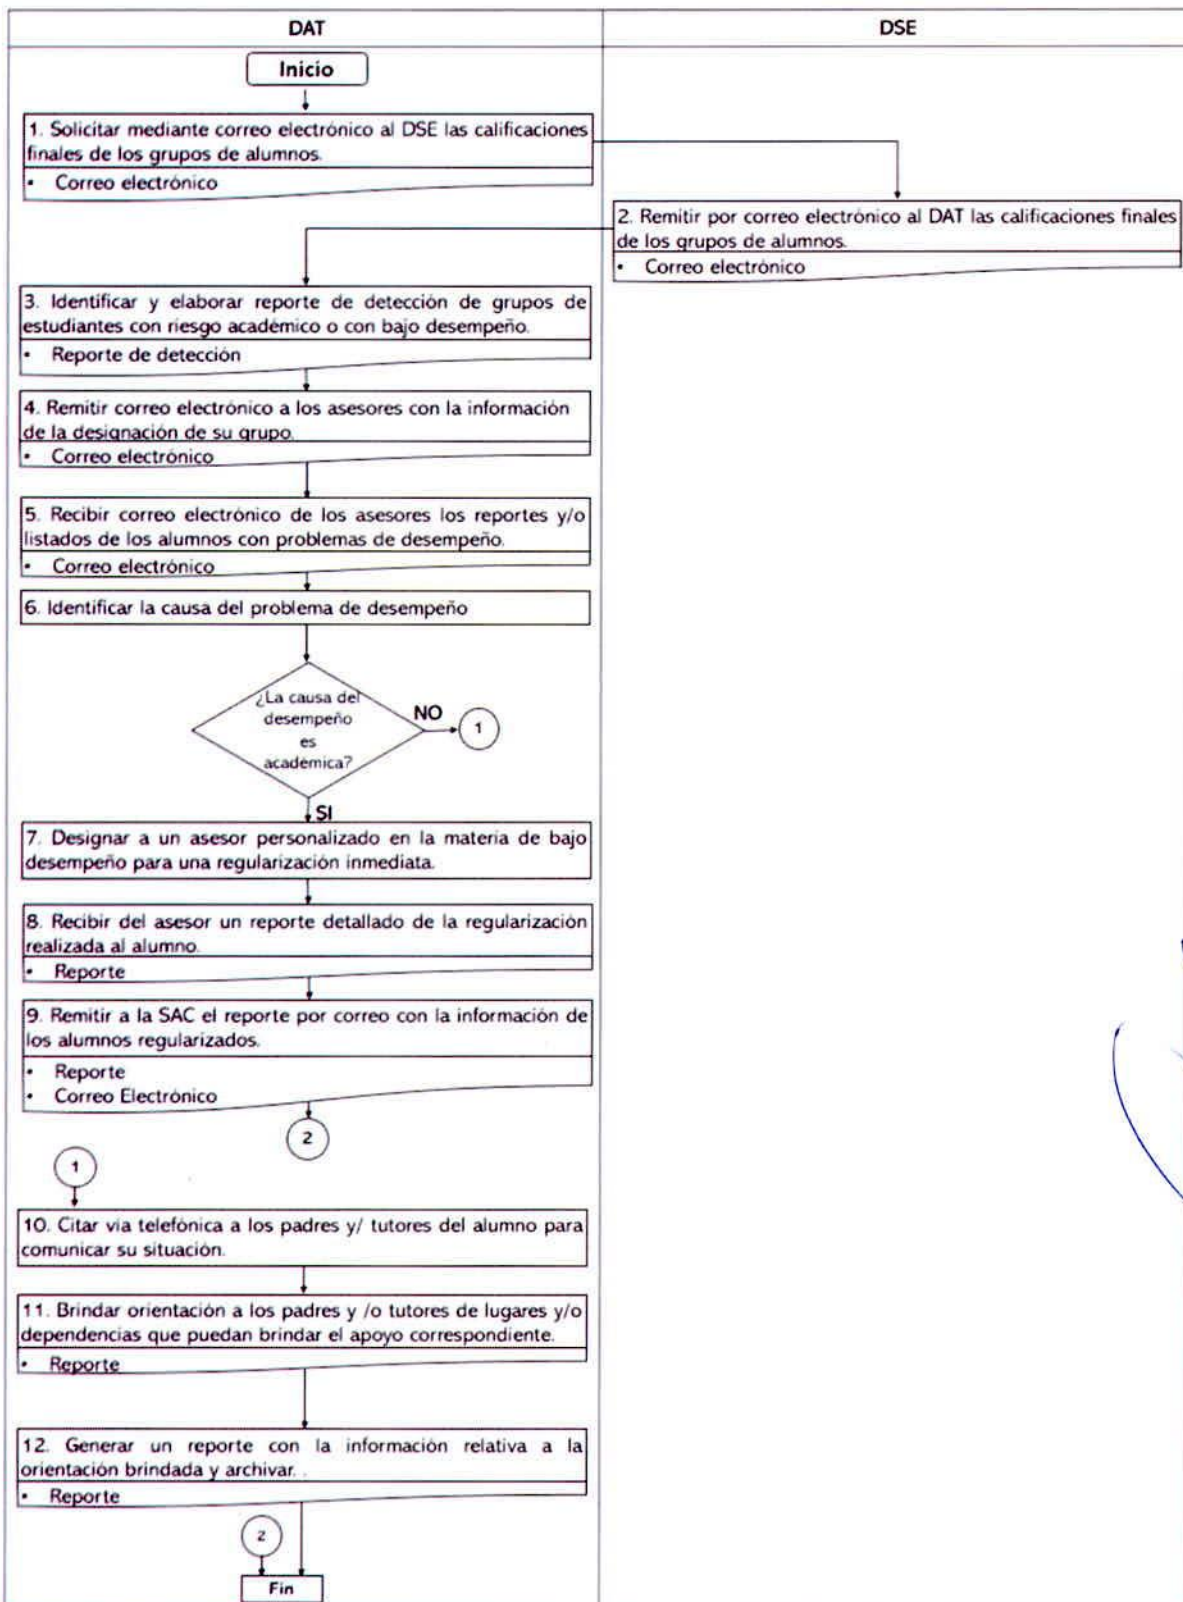 DAT
DSE
Inicio
1. Solicitar mediante correo electrónico al DSE las calificaciones
finales de los grupos de alumnos.
• Correo electrónico
2. Remitir por correo electrónico al DAT las calificaciones finales
de los grupos de alumnos.
• Correo electrónico
3. Identificar y elaborar reporte de detección de grupos de
estudiantes con riesgo académico o con bajo desempeño.
• Reporte de detección
4. Remitir correo electrónico a los asesores con la información
de la designación de su grupo.
• Correo electrónico
5. Recibir correo electrónico de los asesores los reportes y/o
listados de los alumnos con problemas de desempeño.
• Correo electrónico
6. Identificar la causa del problema de desempeño
¿La causa del
desempeño
es
académica?
NO
1
SI
7. Designar a un asesor personalizado en la materia de bajo
desempeño para una regularización inmediata.
8. Recibir del asesor un reporte detallado de la regularización
realizada al alumno.
• Reporte
9. Remitir a la SAC el reporte por correo con la información de
los alumnos regularizados.
• Reporte
• Correo Electrónico
2
1
10. Citar vía telefónica a los padres y/ tutores del alumno para
comunicar su situación.
11. Brindar orientación a los padres y /o tutores de lugares y/o
dependencias que puedan brindar el apoyo correspondiente.
• Reporte
12. Generar un reporte con la información relativa a la
orientación brindada y archivar. .
• Reporte
2
Fin